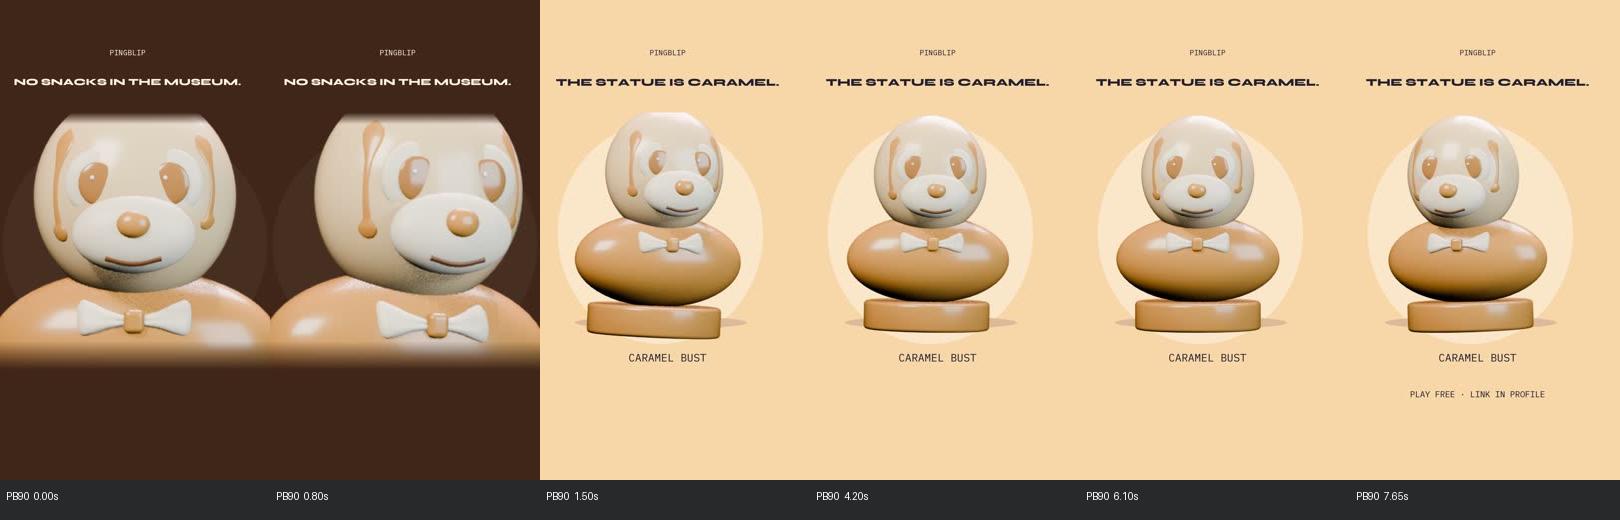 PINGBLIP
NO SNACKS IN THE MUSEUM.
PB90 0.00s
PINGBLIP
NO SNACKS IN THE MUSEUM.
PB90 0.80s
PINGBLIP
THE STATUE IS CARAMEL.
CARAMEL BUST
PB90 1.50s
PINGBLIP
THE STATUE IS CARAMEL.
CARAMEL BUST
PB90 4.20s
PINGBLIP
THE STATUE IS CARAMEL.
CARAMEL BUST
PB90 6.10s
PINGBLIP
THE STATUE IS CARAMEL.
CARAMEL BUST
PLAY FREE · LINK IN PROFILE
PB90 7.65s